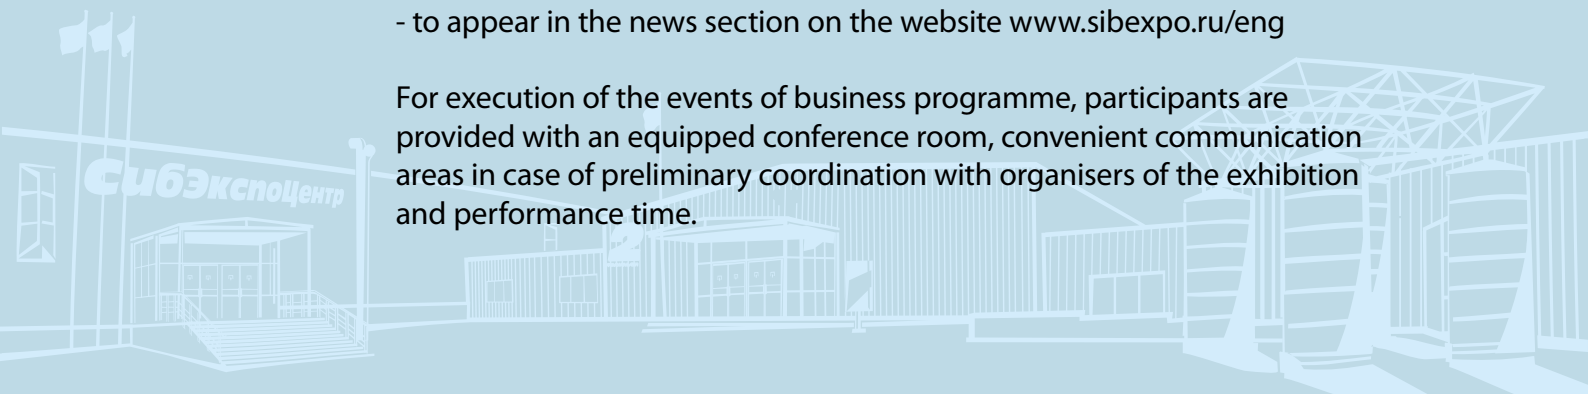 - to appear in the news section on the website www.sibexpo.ru/eng
For execution of the events of business programme, participants are
provided with an equipped conference room, convenient communication
areas in case of preliminary coordination with organisers of the exhibition
and performance time.
СибЭкспоЦентр
2